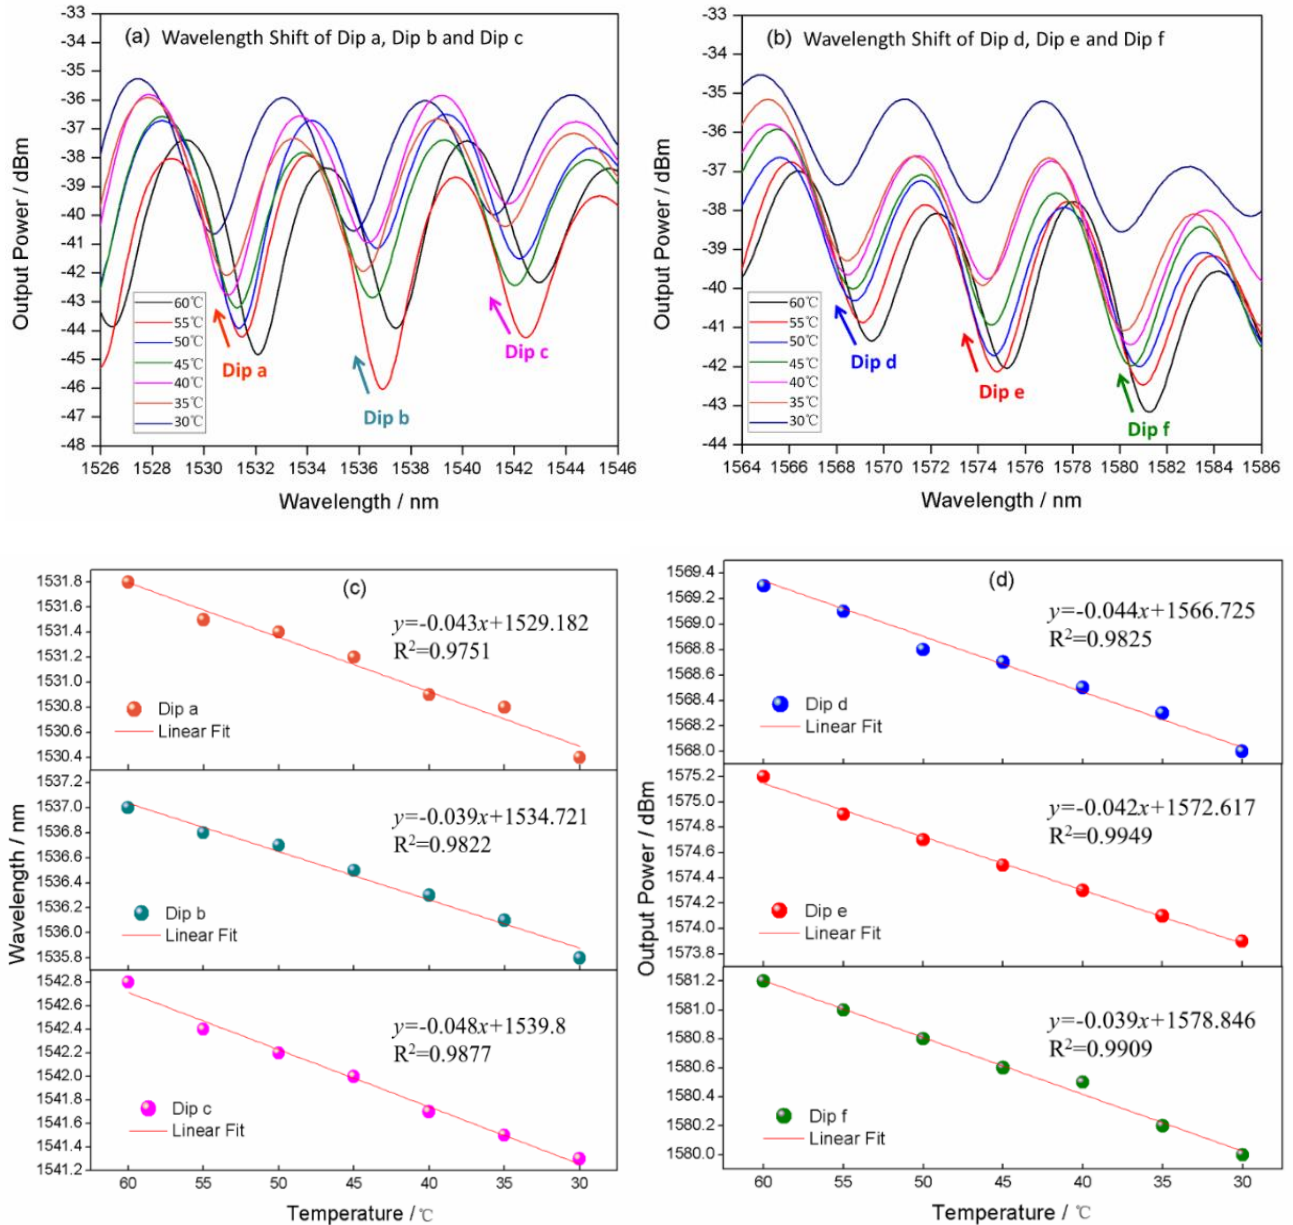 (a) Wavelength Shift of Dip a, Dip b and Dip c
-33
-35
-36
-37
-38
-39
-40
-41
-42
-43
-44
-45
-46
-47
-48
Output Power / dBm
60℃
55℃
50℃
45℃
40℃
35℃
30℃
Dip a
Dip b
Dip c
1526 1528 1530 1532 1534 1536 1538 1540 1542 1544 1546
Wavelength / nm
(b) Wavelength Shift of Dip d, Dip e and Dip f
-33
-34
-35
-36
-37
-38
-39
-40
-41
-42
-43
-44
Output Power / dBm
60℃
55℃
50℃
45℃
40℃
35℃
30℃
Dip d
Dip e
Dip f
1564 1566 1568 1570 1572 1574 1576 1578 1580 1582 1584 1586
Wavelength / nm
(c)
1531.8
1531.6
1531.4
1531.2
1531.0
1530.8
1530.6
1530.4
y=-0.043x+1529.182
R²=0.9751
Dip a
Linear Fit
1537.2
1537.0
1536.8
1536.6
1536.4
1536.2
1536.0
1535.8
y=-0.039x+1534.721
R²=0.9822
Dip b
Linear Fit
1542.8
1542.6
1542.4
1542.2
1542.0
1541.8
1541.6
1541.4
1541.2
y=-0.048x+1539.8
R²=0.9877
Dip c
Linear Fit
Wavelength / nm
60 55 50 45 40 35 30
Temperature / ℃
(d)
1569.4
1569.2
1569.0
1568.8
1568.6
1568.4
1568.2
1568.0
y=-0.044x+1566.725
R²=0.9825
Dip d
Linear Fit
1575.2
1575.0
1574.8
1574.6
1574.4
1574.2
1574.0
1573.8
y=-0.042x+1572.617
R²=0.9949
Dip e
Linear Fit
1581.2
1581.0
1580.8
1580.6
1580.4
1580.2
1580.0
y=-0.039x+1578.846
R²=0.9909
Dip f
Linear Fit
Output Power / dBm
60 55 50 45 40 35 30
Temperature / ℃